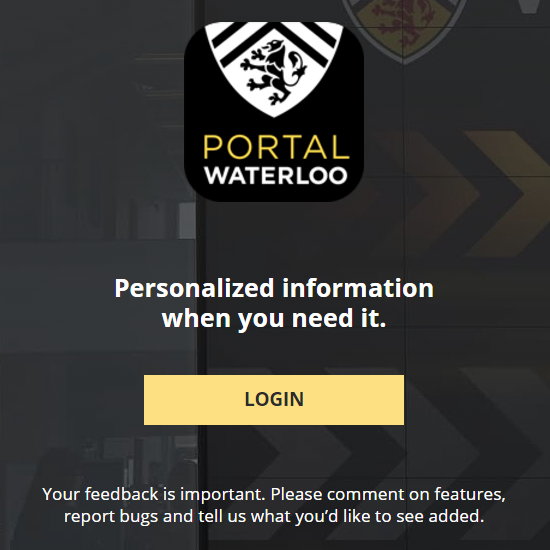 PORTAL
WATERLOO
Personalized information
when you need it.
LOGIN
Your feedback is important. Please comment on features,
report bugs and tell us what you’d like to see added.